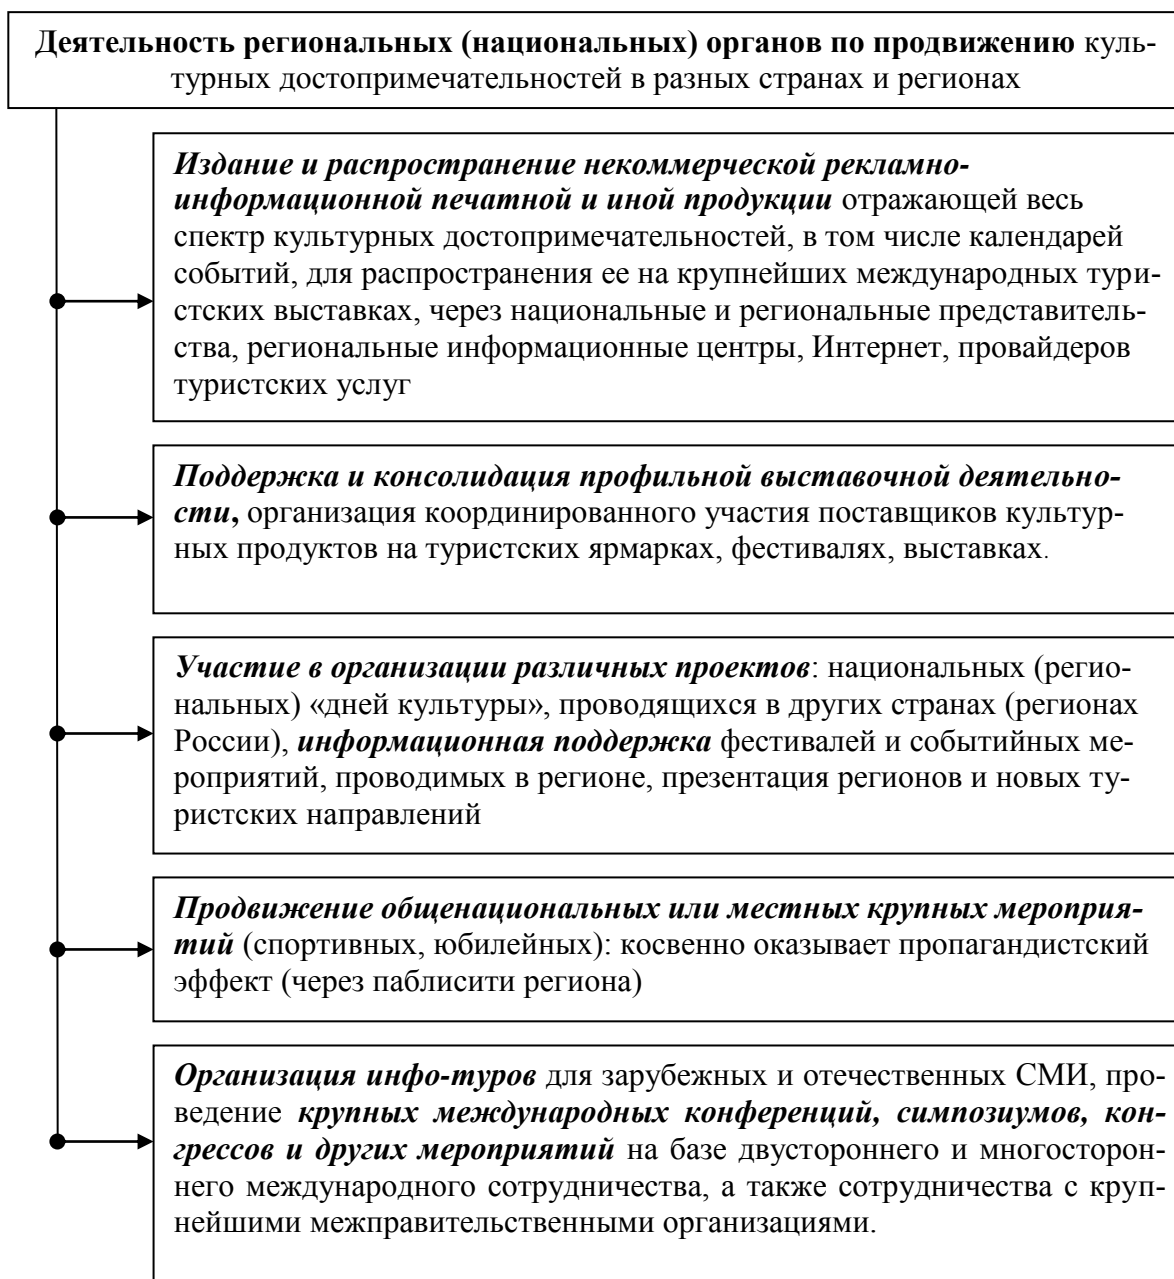 Деятельность региональных (национальных) органов по продвижению куль-
турных достопримечательностей в разных странах и регионах
Издание и распространение некоммерческой рекламно-
информационной печатной и иной продукции отражающей весь
спектр культурных достопримечательностей, в том числе календарей
событий, для распространения ее на крупнейших международных тури-
стских выставках, через национальные и региональные представитель-
ства, региональные информационные центры, Интернет, провайдеров
туристских услуг
Поддержка и консолидация профильной выставочной деятельно-
сти, организация координированного участия поставщиков культур-
ных продуктов на туристских ярмарках, фестивалях, выставках.
Участие в организации различных проектов: национальных (регио-
нальных) «дней культуры», проводящихся в других странах (регионах
России), информационная поддержка фестивалей и событийных ме-
роприятий, проводимых в регионе, презентация регионов и новых ту-
ристских направлений
Продвижение общенациональных или местных крупных мероприя-
тий (спортивных, юбилейных): косвенно оказывает пропагандистский
эффект (через паблисити региона)
Организация инфо-туров для зарубежных и отечественных СМИ, про-
ведение крупных международных конференций, симпозиумов, кон-
грессов и других мероприятий на базе двустороннего и многосторон-
него международного сотрудничества, а также сотрудничества с круп-
нейшими межправительственными организациями.